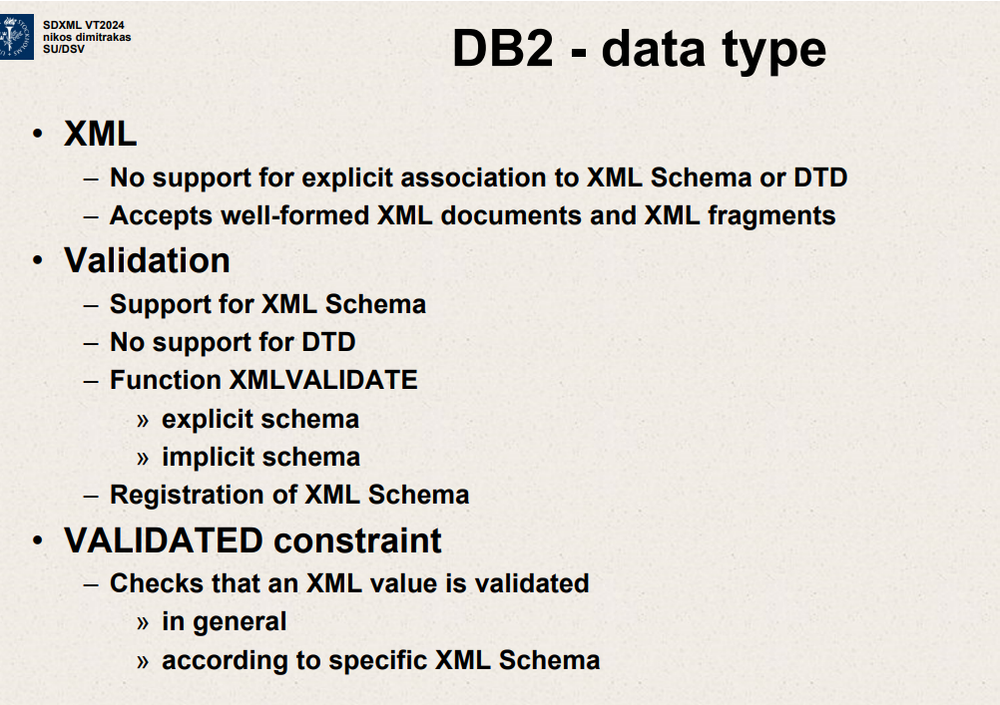 SDXML VT2024
nikos dimitrakas
SU/DSV
DB2 - data type
• XML
– No support for explicit association to XML Schema or DTD
– Accepts well-formed XML documents and XML fragments
• Validation
– Support for XML Schema
– No support for DTD
– Function XMLVALIDATE
» explicit schema
» implicit schema
– Registration of XML Schema
• VALIDATED constraint
– Checks that an XML value is validated
» in general
» according to specific XML Schema